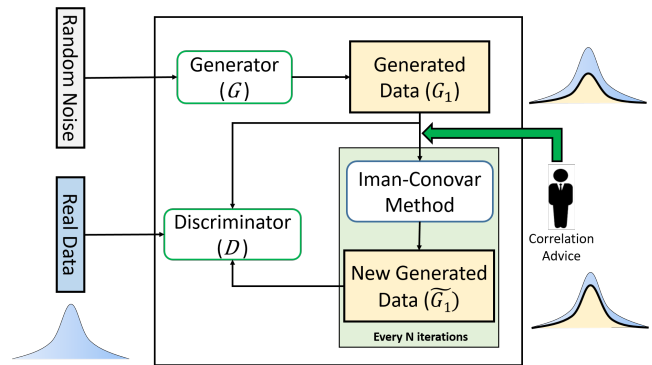 Random Noise
Generator
(G)
Generated
Data (G₁)
Iman-Conovar
Method
Real Data
Discriminator
(D)
Correlation
Advice
New Generated
Data (G̃₁)
Every N iterations